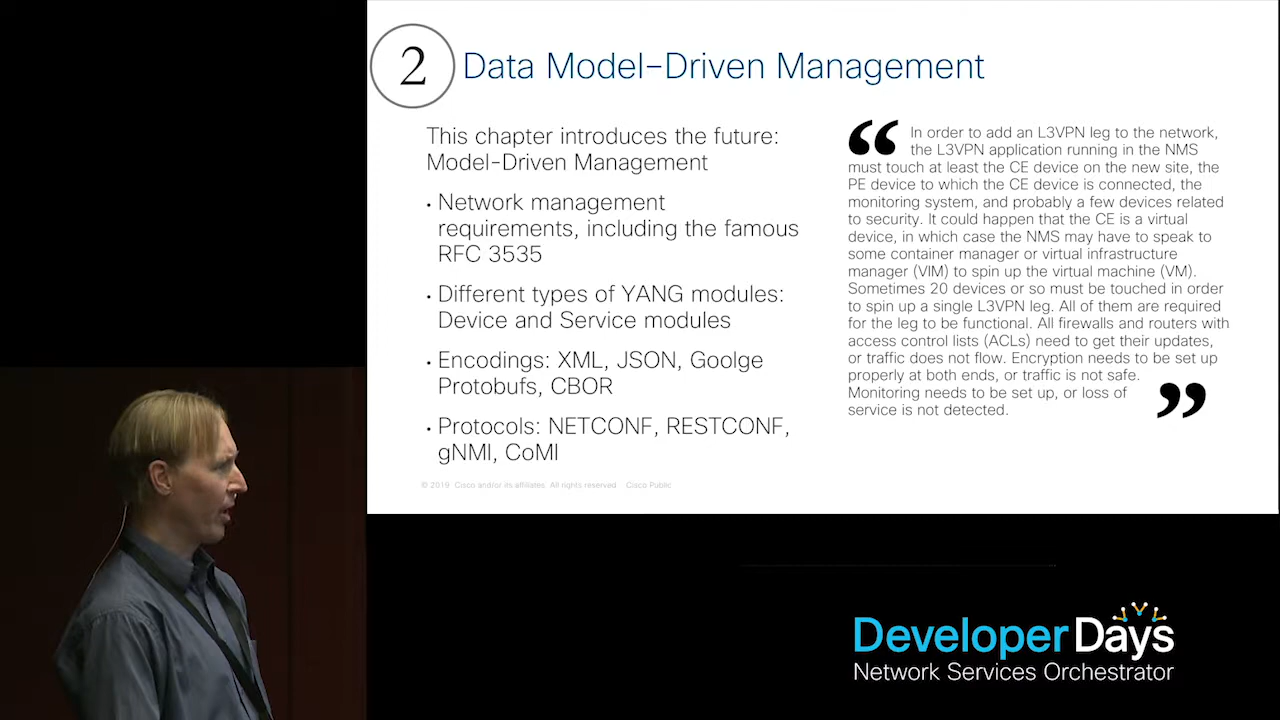 2
Data Model-Driven Management
This chapter introduces the future:
Model-Driven Management
• Network management
requirements, including the famous
RFC 3535
• Different types of YANG modules:
Device and Service modules
• Encodings: XML, JSON, Goolge
Protobufs, CBOR
• Protocols: NETCONF, RESTCONF,
gNMI, CoMI
© 2019 Cisco and/or its affiliates. All rights reserved Cisco Public
“ In order to add an L3VPN leg to the network,
the L3VPN application running in the NMS
must touch at least the CE device on the new site, the
PE device to which the CE device is connected, the
monitoring system, and probably a few devices related
to security. It could happen that the CE is a virtual
device, in which case the NMS may have to speak to
some container manager or virtual infrastructure
manager (VIM) to spin up the virtual machine (VM).
Sometimes 20 devices or so must be touched in order
to spin up a single L3VPN leg. All of them are required
for the leg to be functional. All firewalls and routers with
access control lists (ACLs) need to get their updates,
or traffic does not flow. Encryption needs to be set up
properly at both ends, or traffic is not safe.
Monitoring needs to be set up, or loss of
service is not detected. ”
Developer Days
Network Services Orchestrator